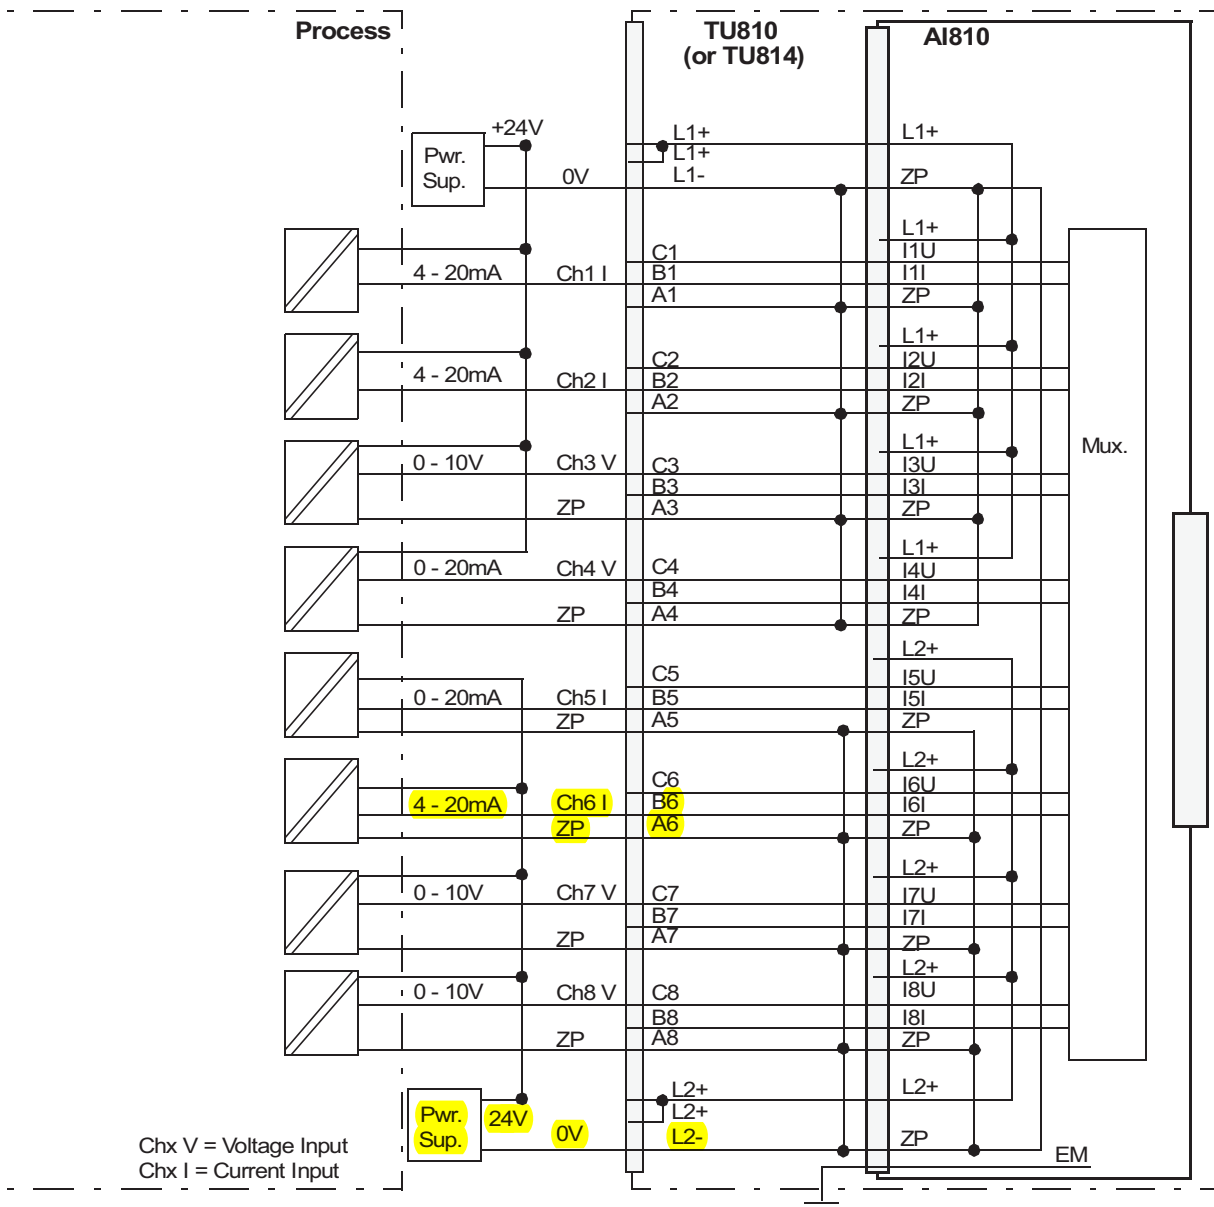 Process
TU810
(or TU814)
AI810
+24V
Pwr.
Sup.
0V
L1+
L1+
L1-
L1+
ZP
L1+
C1
I1U
4 - 20mA
Ch1 I
B1
I1I
A1
ZP
L1+
C2
I2U
4 - 20mA
Ch2 I
B2
I2I
A2
ZP
L1+
Mux.
0 - 10V
Ch3 V
C3
I3U
B3
I3I
ZP
A3
ZP
L1+
0 - 20mA
Ch4 V
C4
I4U
B4
I4I
ZP
A4
ZP
L2+
C5
I5U
0 - 20mA
Ch5 I
B5
I5I
ZP
A5
ZP
L2+
C6
I6U
4 - 20mA
Ch6 I
B6
I6I
ZP
A6
ZP
L2+
0 - 10V
Ch7 V
C7
I7U
B7
I7I
ZP
A7
ZP
L2+
0 - 10V
Ch8 V
C8
I8U
B8
I8I
ZP
A8
ZP
L2+
L2+
L2+
Pwr.
Sup.
24V
0V
L2-
ZP
EM
Chx V = Voltage Input
Chx I = Current Input